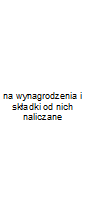 na wynagrodzenia i
składki od nich
naliczane